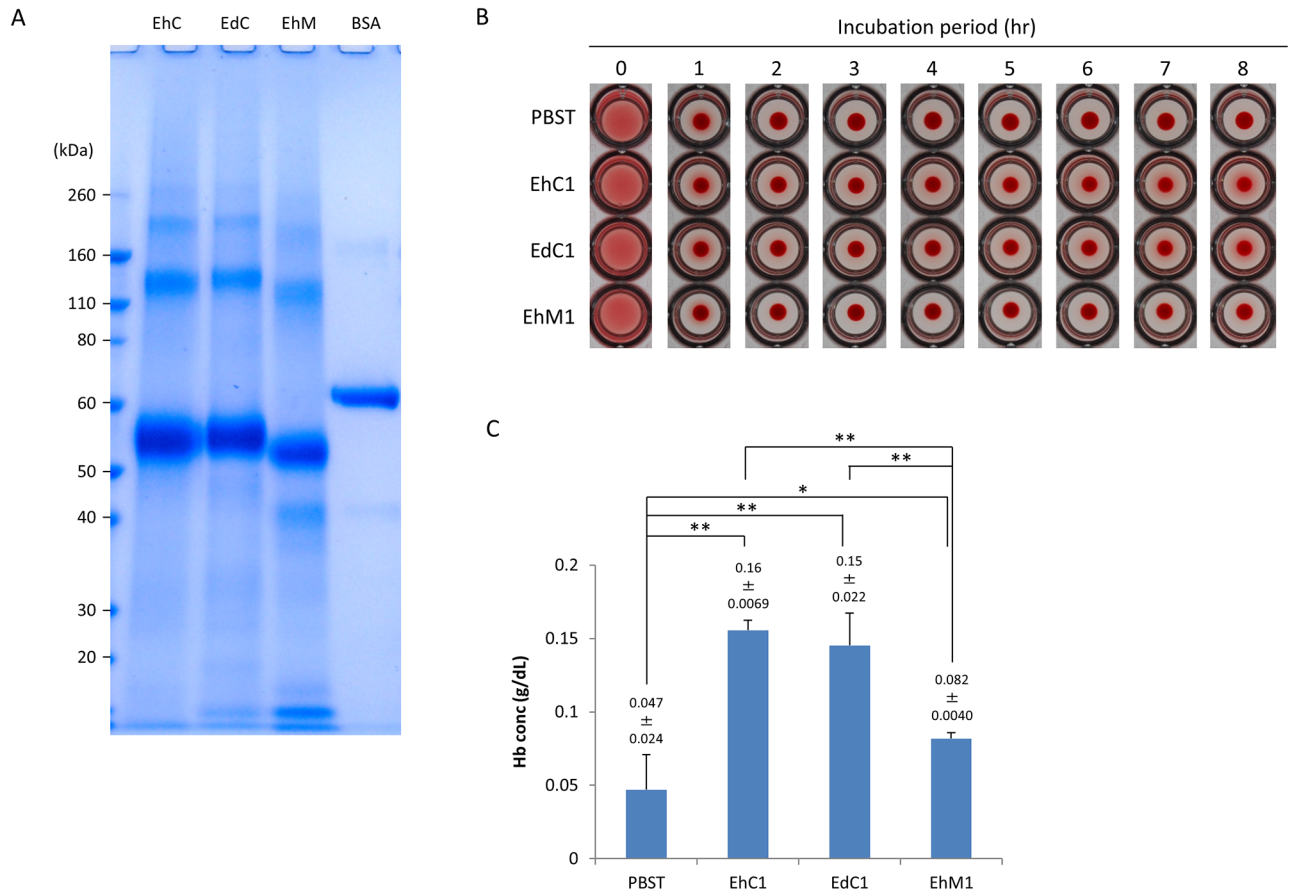 A
EhC EdC EhM BSA
(kDa)
260
160
110
80
60
50
40
30
20
B
Incubation period (hr)
0 1 2 3 4 5 6 7 8
PBST
EhC1
EdC1
EhM1
C
**
**
*
**
**
Hb conc (g/dL)
0.2
0.15
0.1
0.05
0
0.047
±
0.024
0.16
±
0.0069
0.15
±
0.022
0.082
±
0.0040
PBST EhC1 EdC1 EhM1